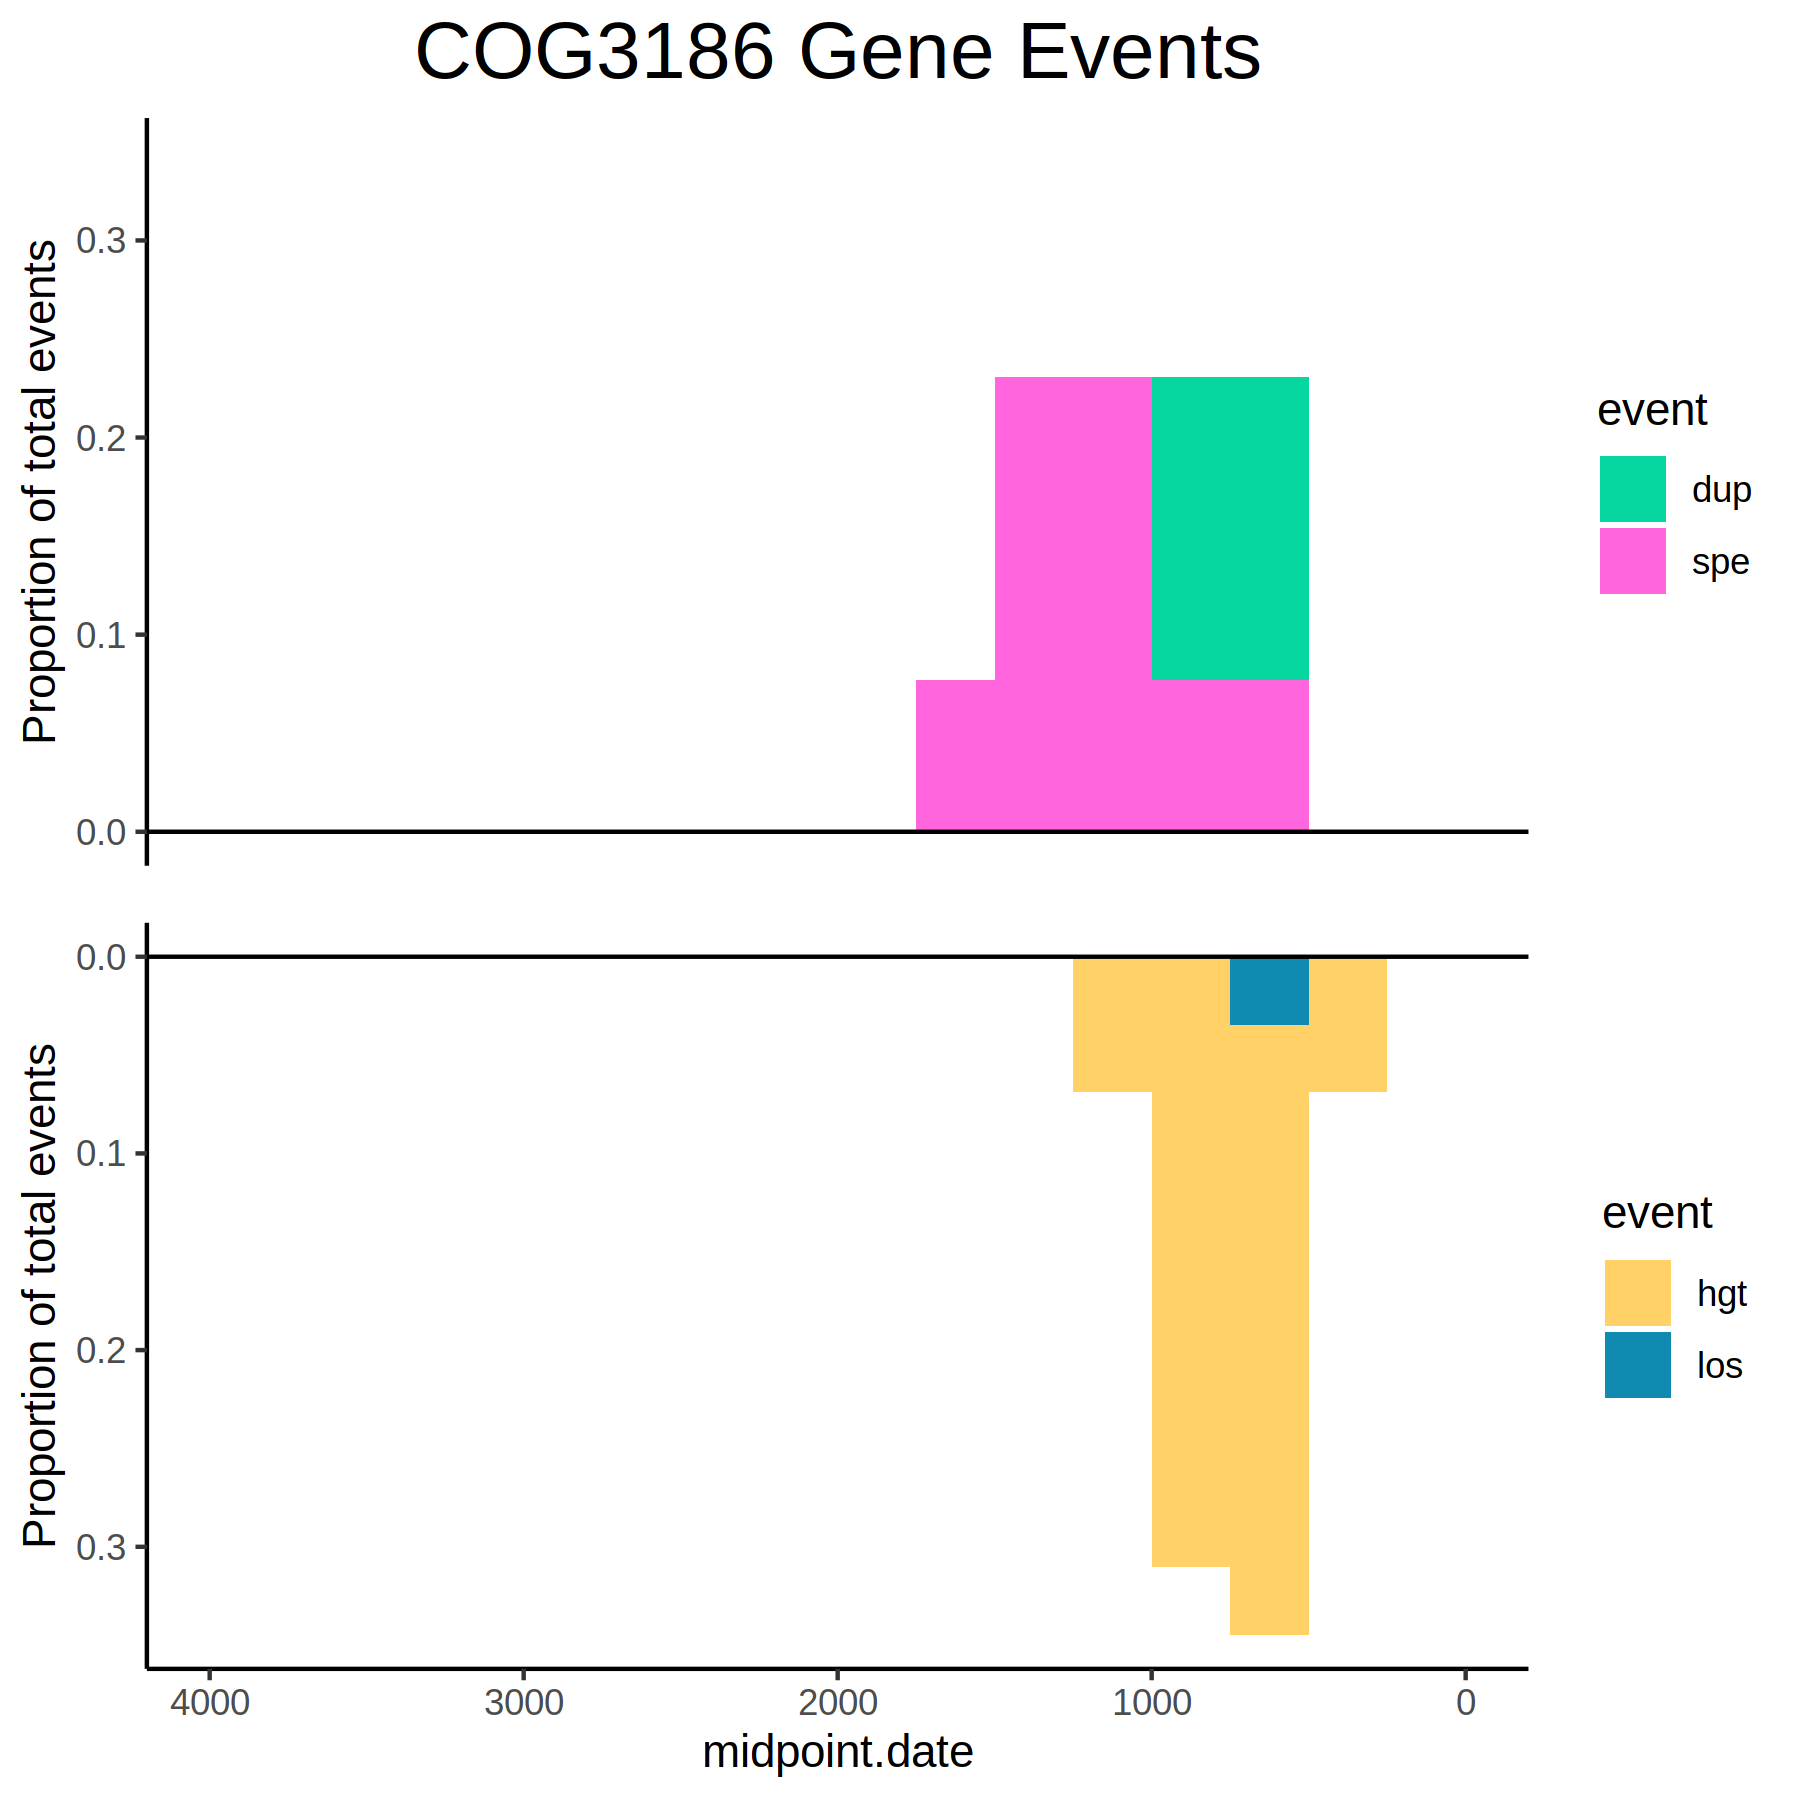 COG3186 Gene Events
Proportion of total events
0.3
0.2
0.1
0.0
event
dup
spe
Proportion of total events
0.0
0.1
0.2
0.3
event
hgt
los
4000 3000 2000 1000 0
midpoint.date